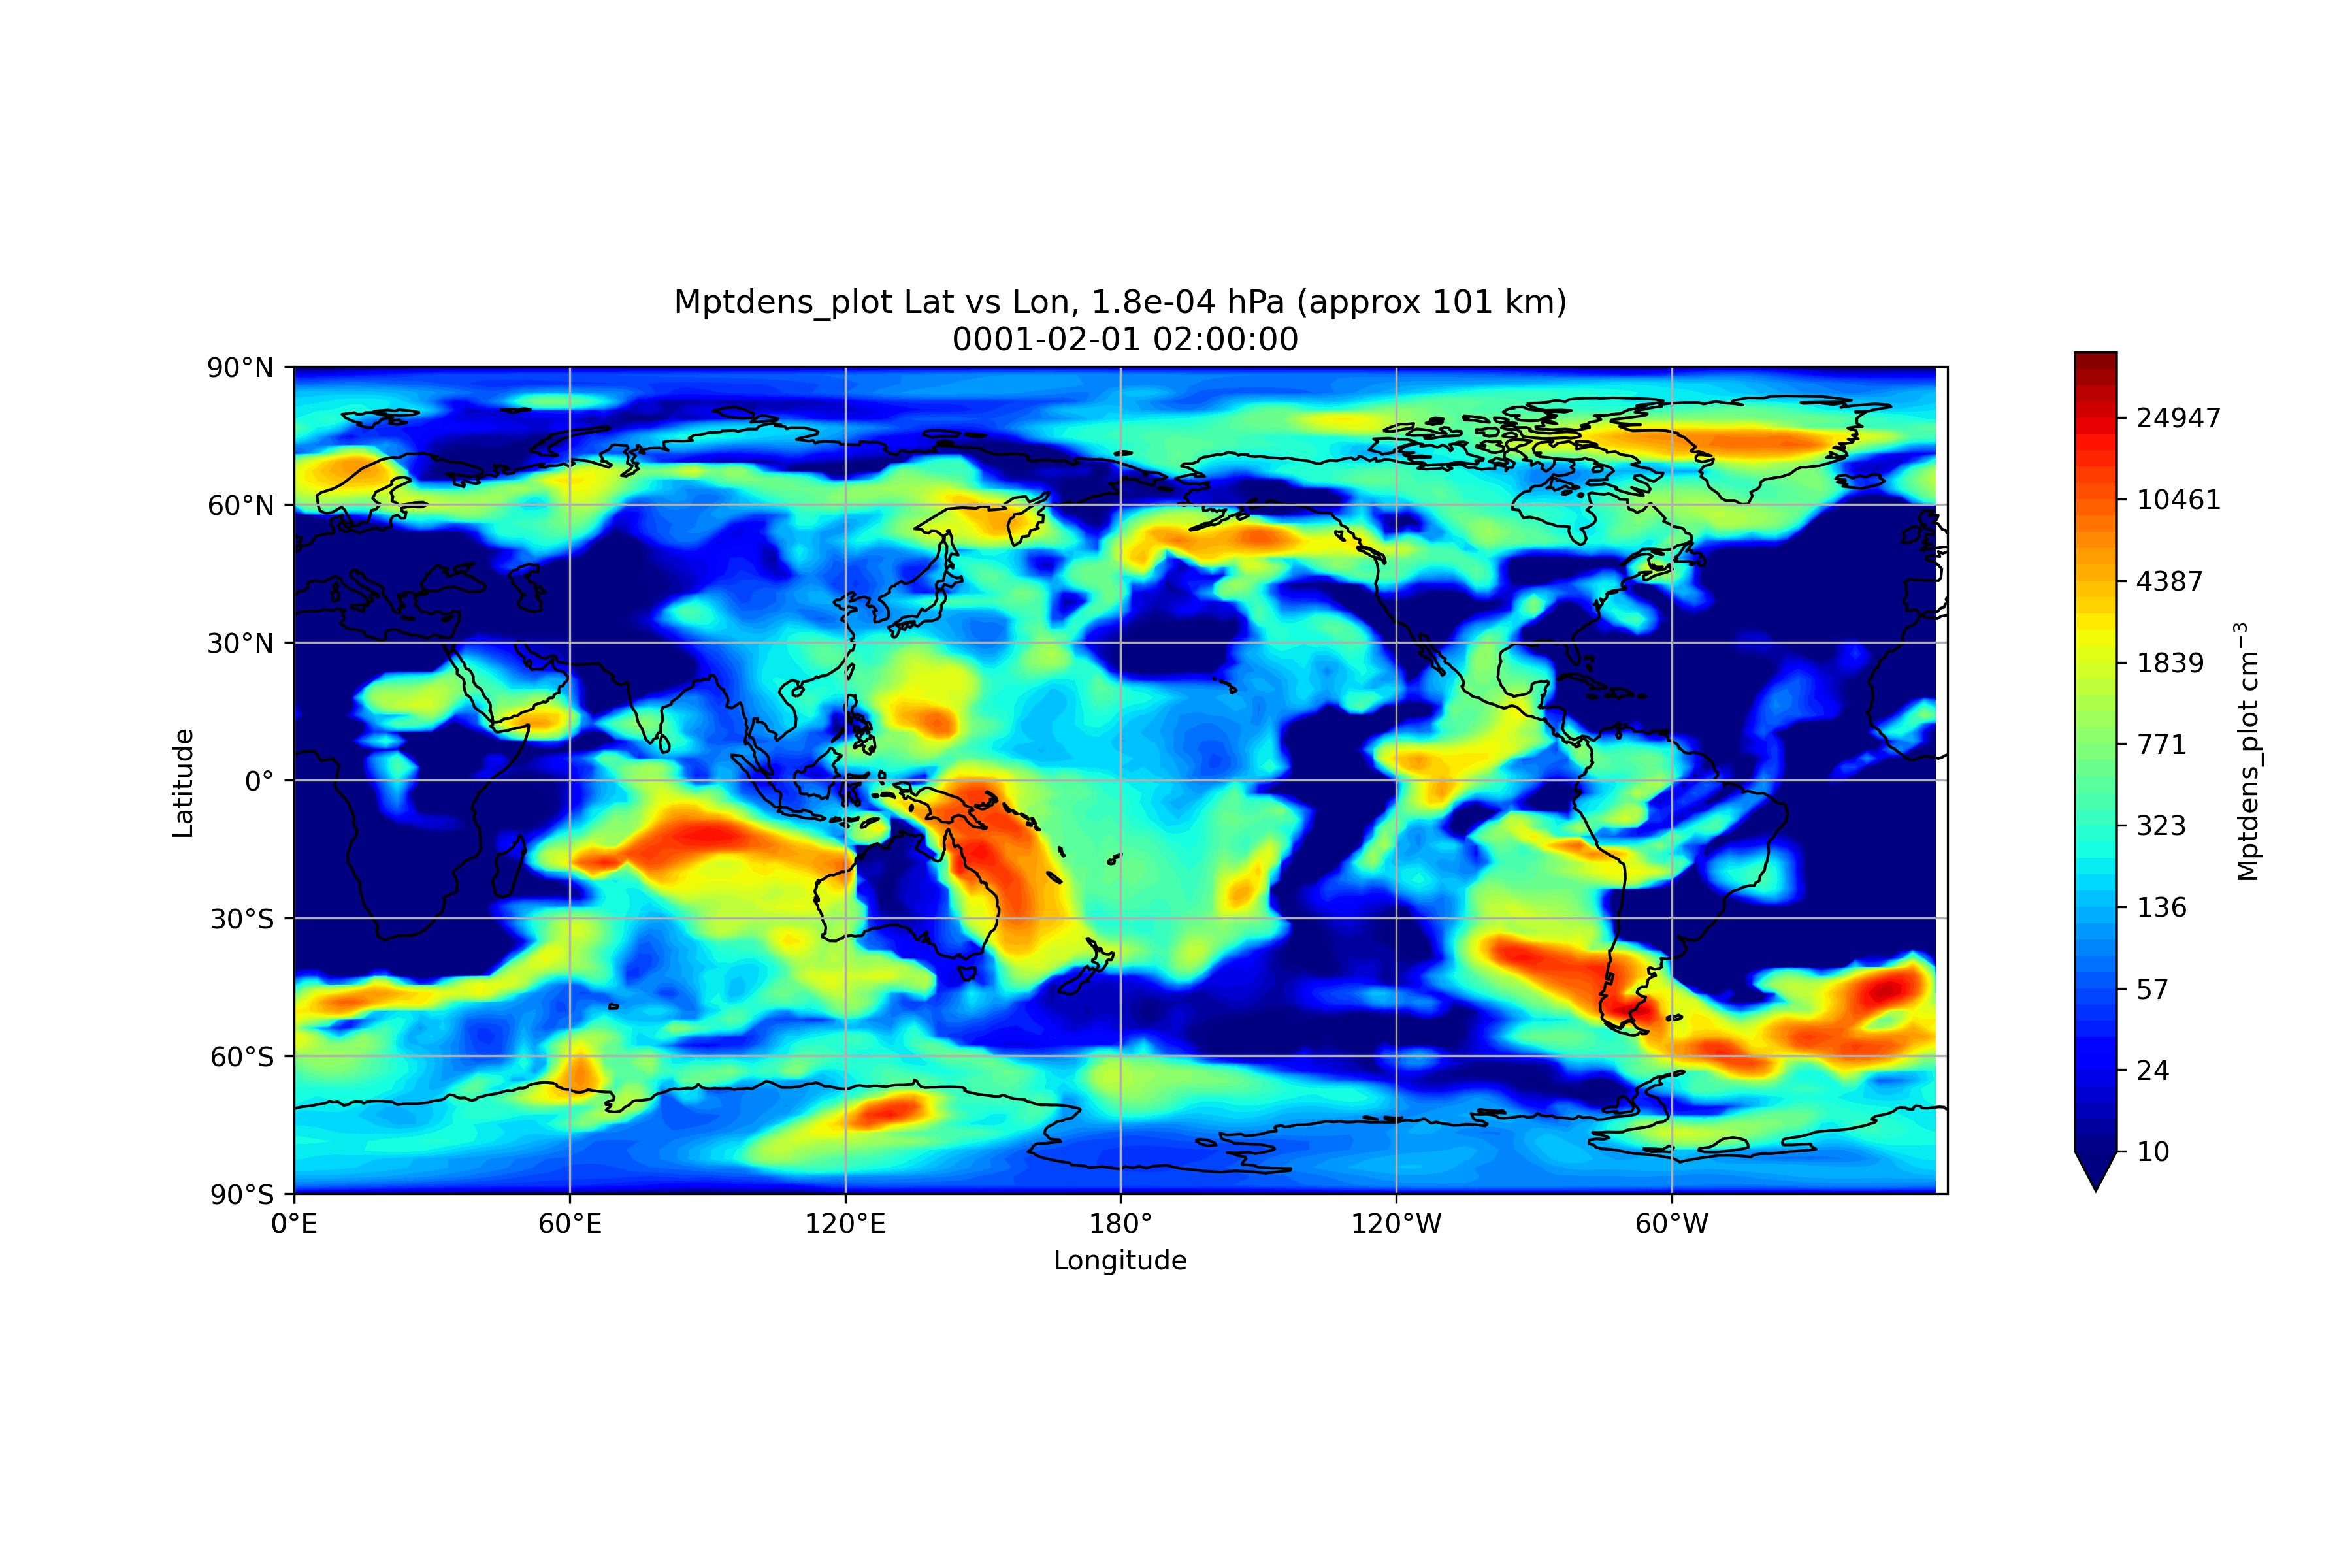 Mptdens_plot Lat vs Lon, 1.8e-04 hPa (approx 101 km)
0001-02-01 02:00:00
90°N
60°N
30°N
0°
30°S
60°S
90°S
Latitude
0°E
60°E
120°E
180°
120°W
60°W
Longitude
24947
10461
4387
1839
771
323
136
57
24
10
Mptdens_plot cm⁻³